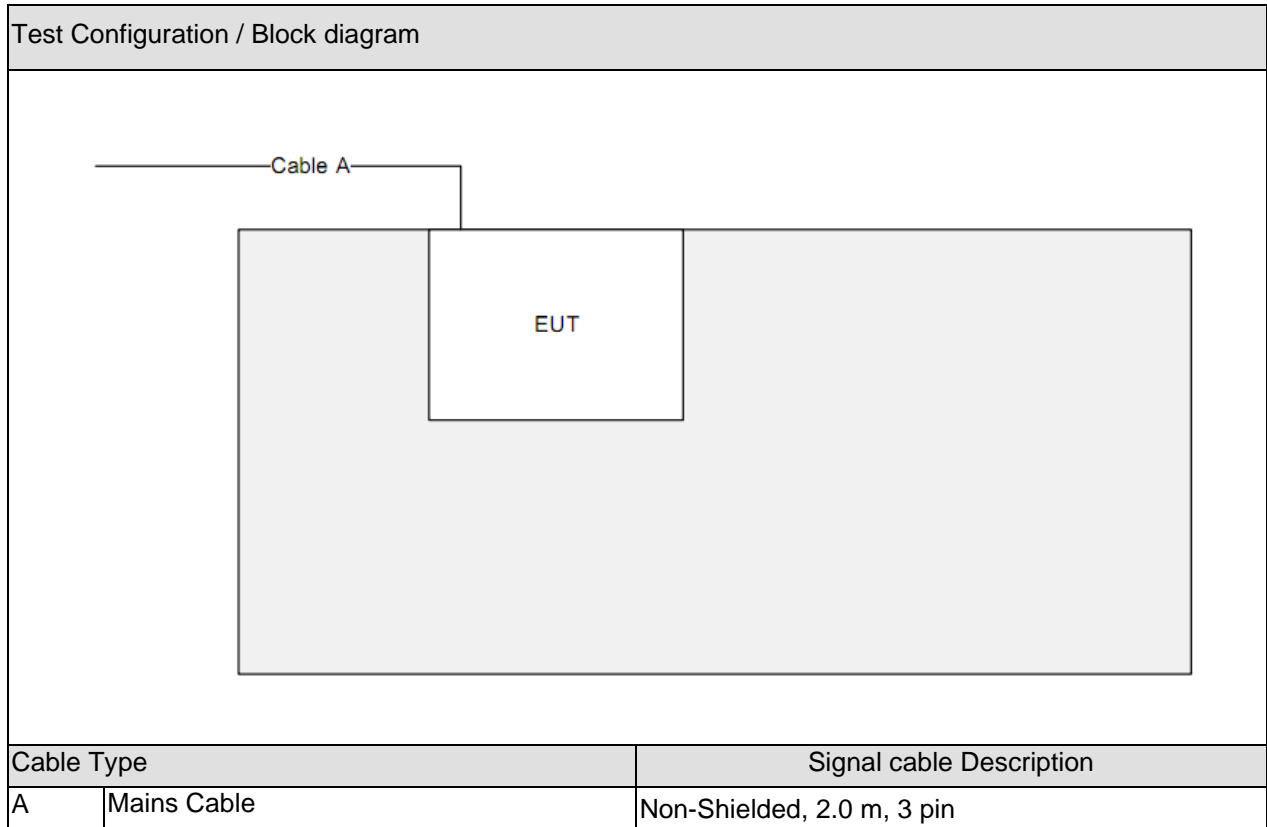 Test Configuration / Block diagram
Cable A
EUT
Cable Type Signal cable Description
A Mains Cable Non-Shielded, 2.0 m, 3 pin